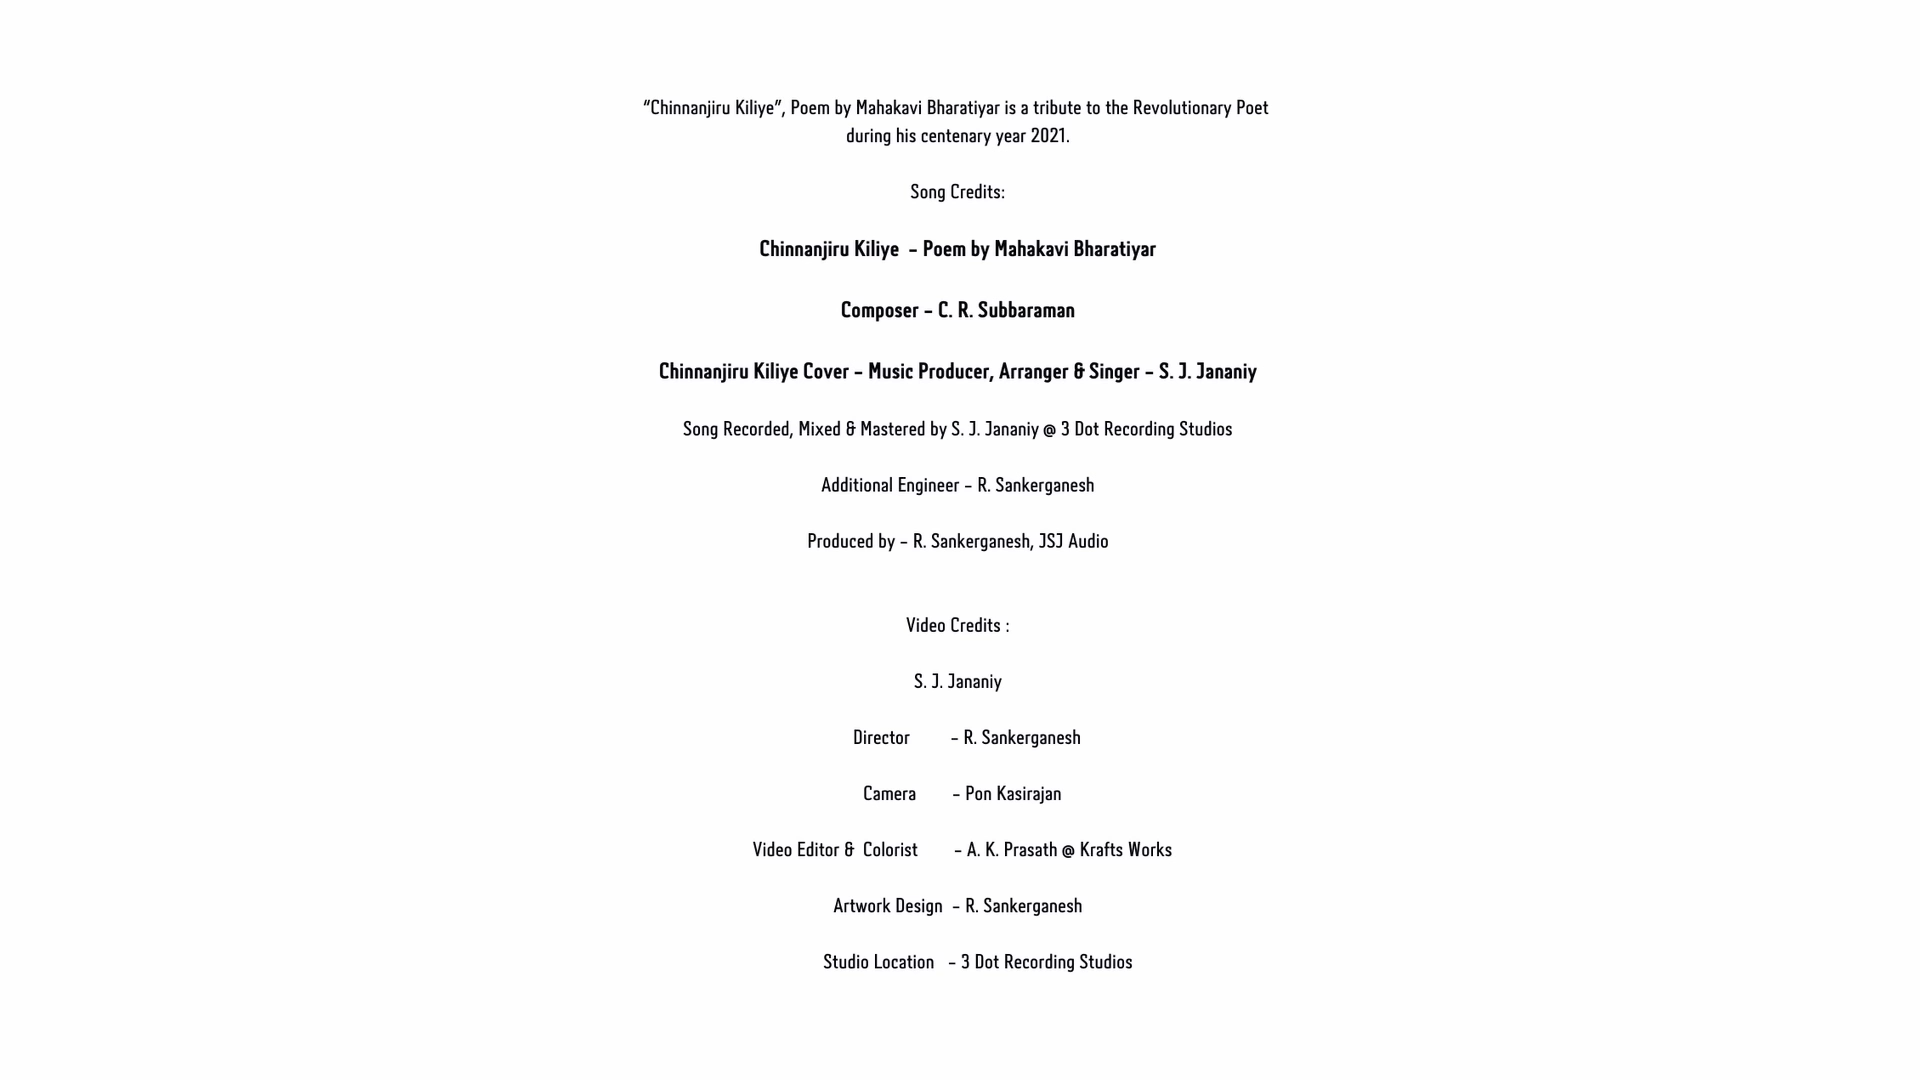 “Chinnanjiru Kiliye”, Poem by Mahakavi Bharatiyar is a tribute to the Revolutionary Poet
during his centenary year 2021.
Song Credits:
Chinnanjiru Kiliye - Poem by Mahakavi Bharatiyar
Composer - C. R. Subbaraman
Chinnanjiru Kiliye Cover - Music Producer, Arranger & Singer - S. J. Jananiy
Song Recorded, Mixed & Mastered by S. J. Jananiy @ 3 Dot Recording Studios
Additional Engineer - R. Sankerganesh
Produced by - R. Sankerganesh, JSJ Audio
Video Credits :
S. J. Jananiy
Director - R. Sankerganesh
Camera - Pon Kasirajan
Video Editor & Colorist - A. K. Prasath @ Krafts Works
Artwork Design - R. Sankerganesh
Studio Location - 3 Dot Recording Studios